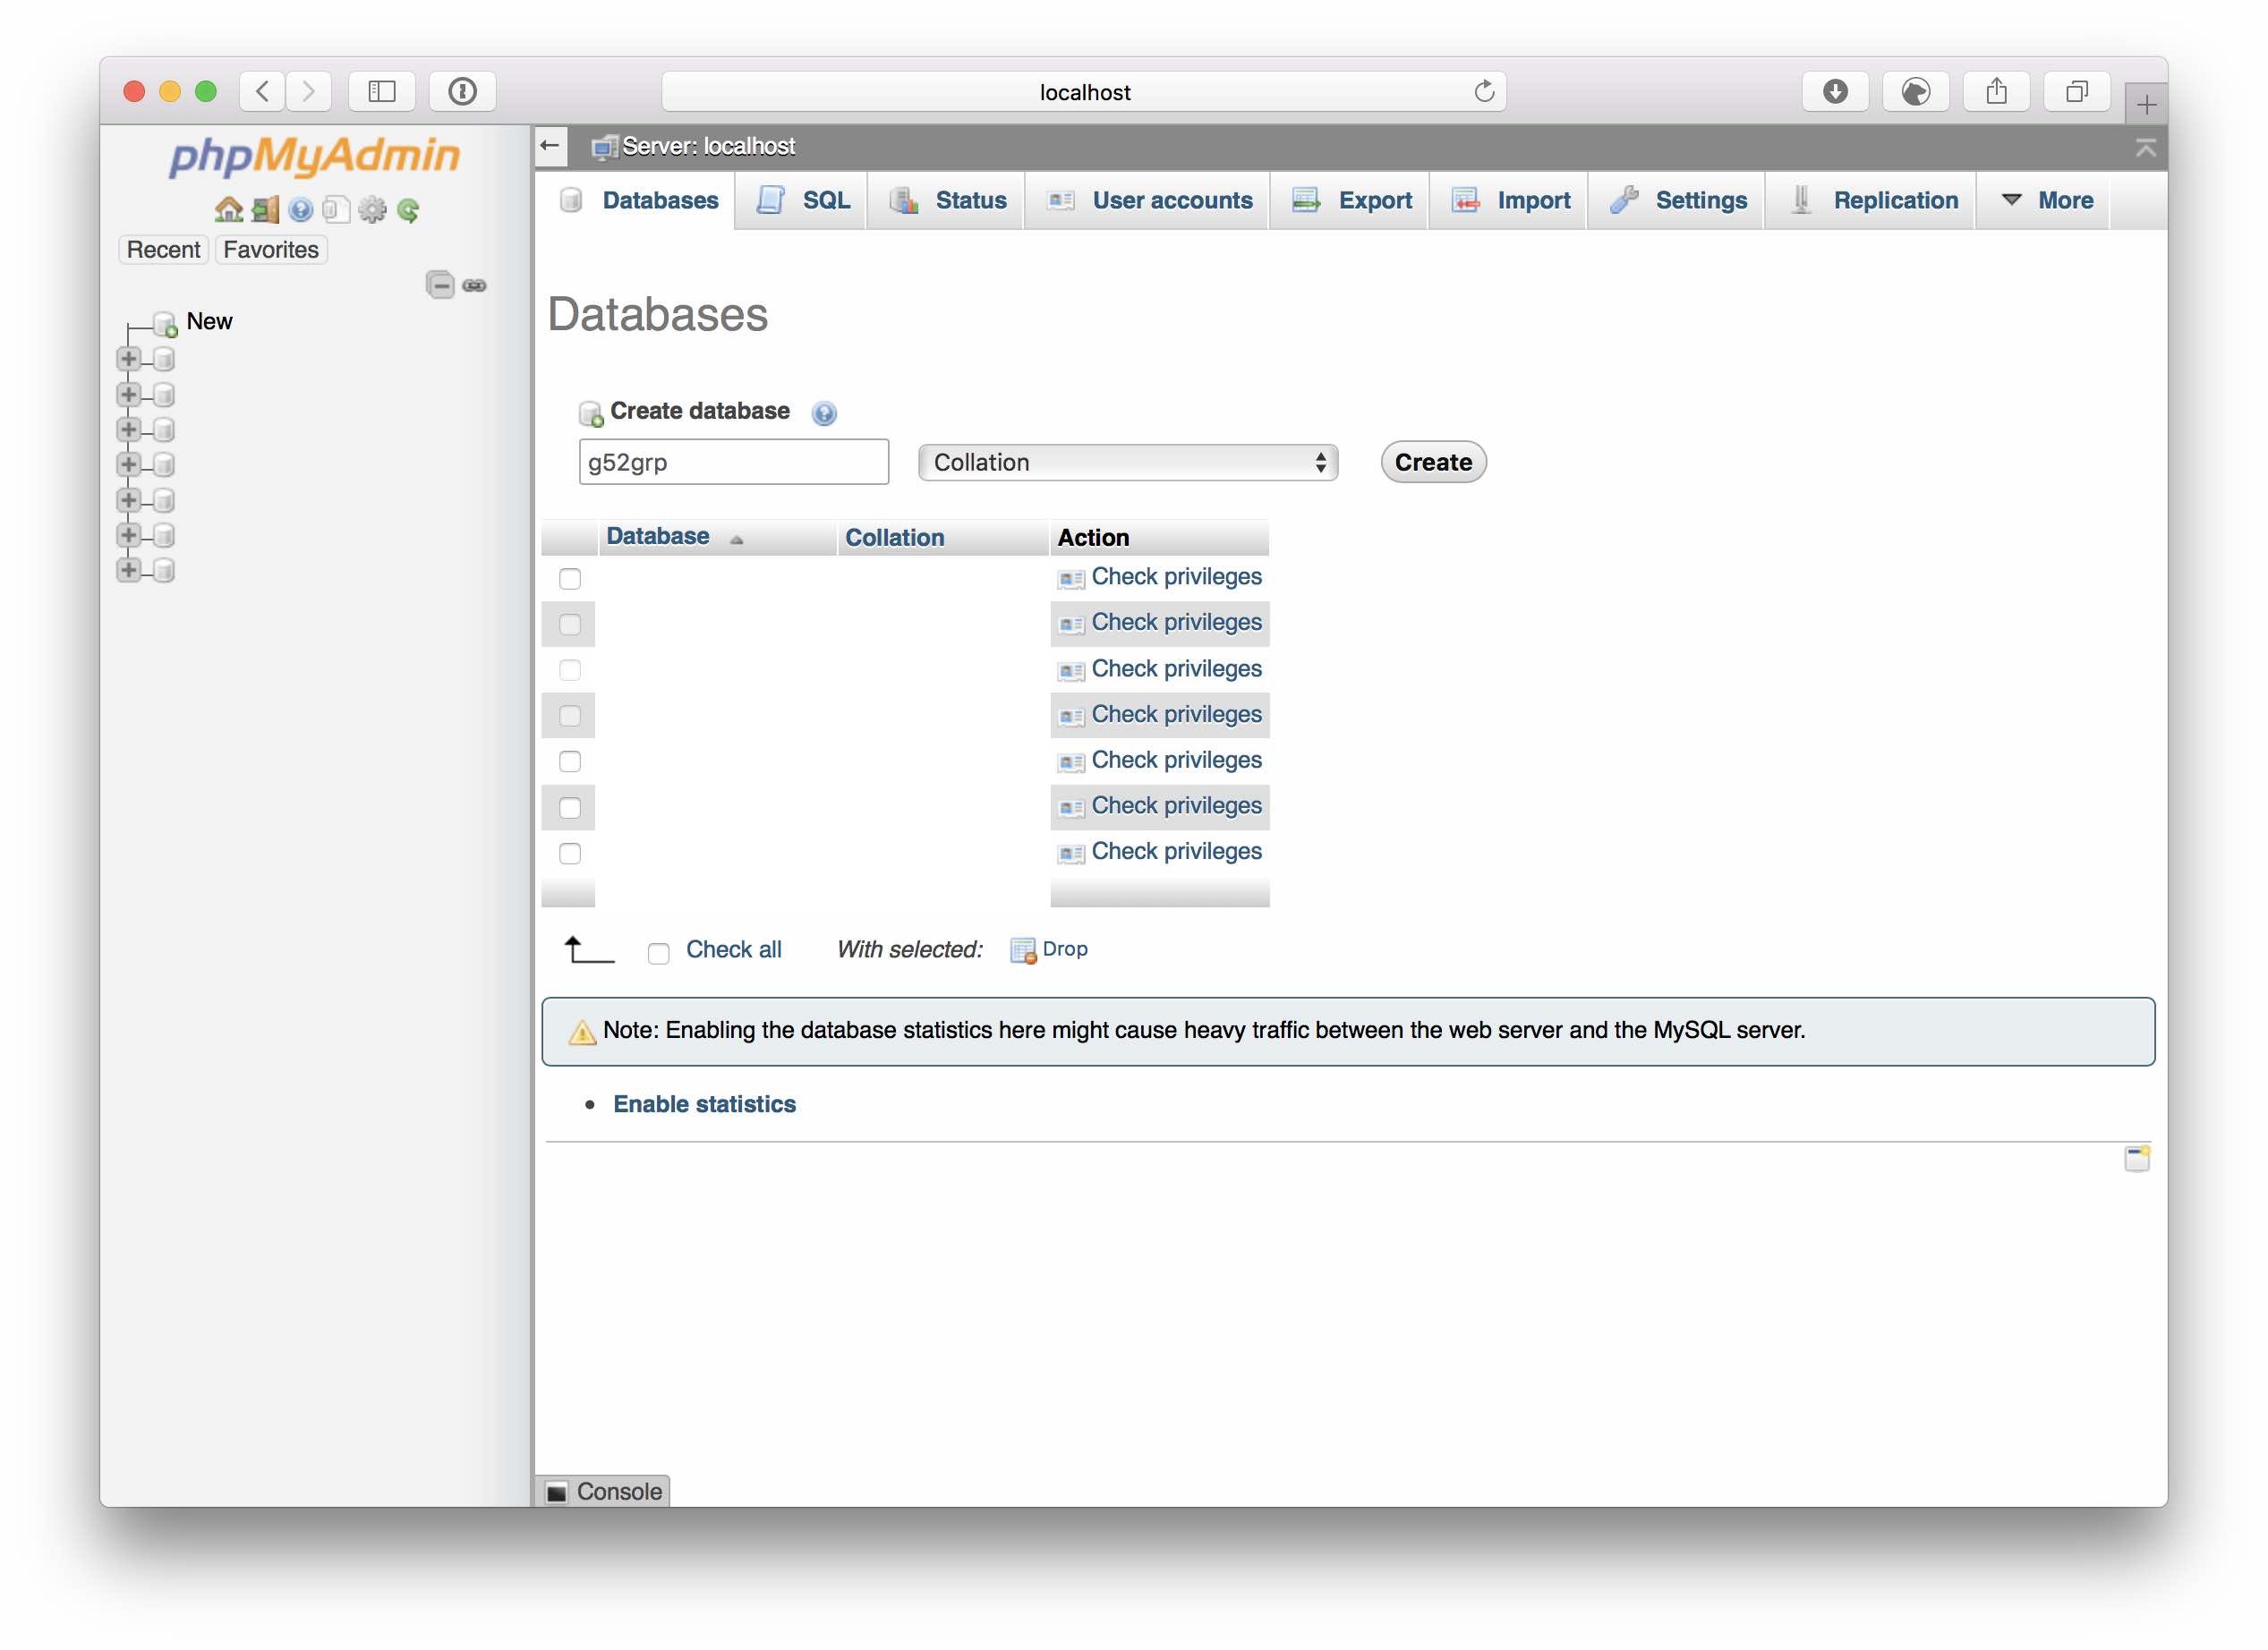 localhost
phpMyAdmin
Server: localhost
Databases SQL Status User accounts Export Import Settings Replication More
Recent Favorites
New
Databases
Create database
g52grp Collation Create
Database Collation Action
Check privileges
Check privileges
Check privileges
Check privileges
Check privileges
Check privileges
Check privileges
Check all With selected: Drop
Note: Enabling the database statistics here might cause heavy traffic between the web server and the MySQL server.
Enable statistics
Console